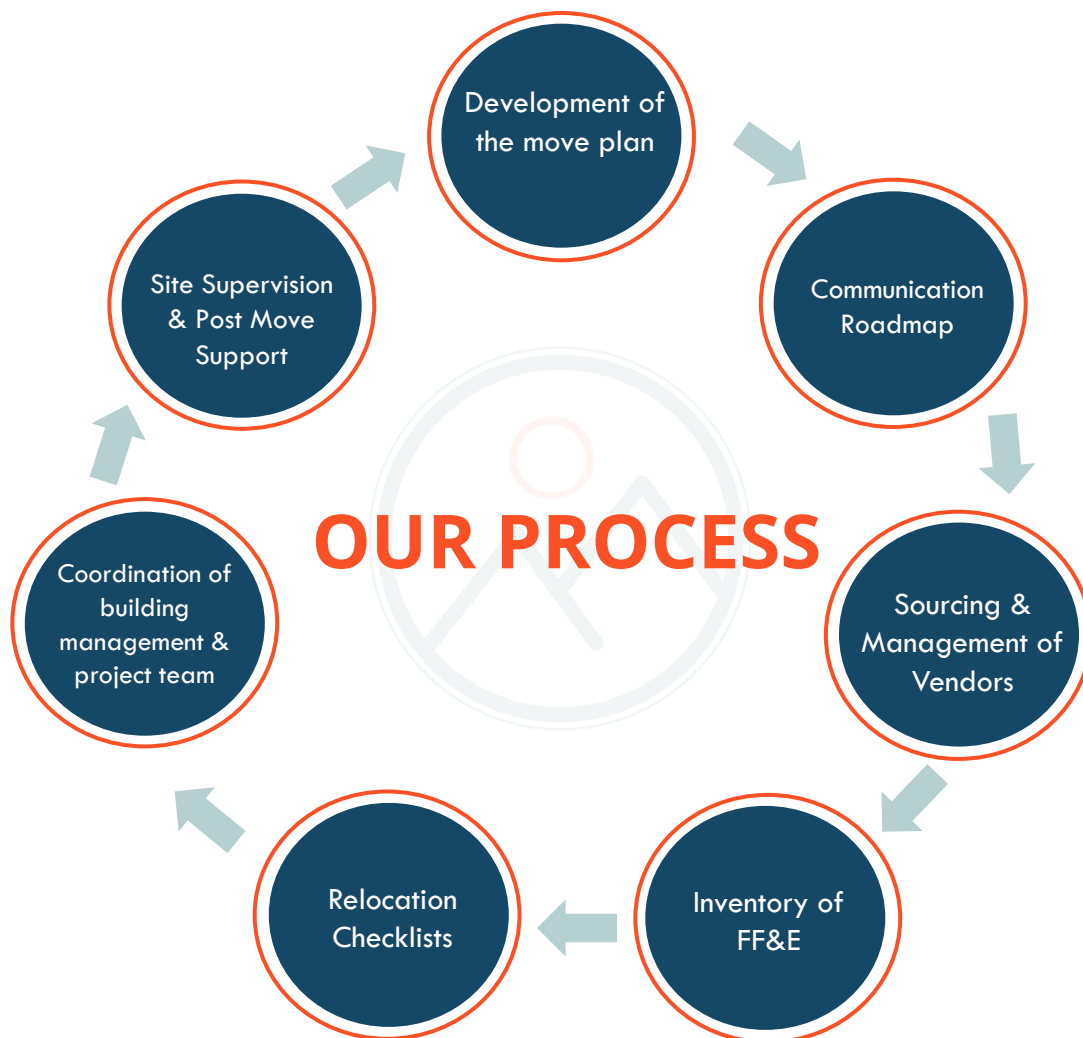 Development of
the move plan
Communication
Roadmap
Sourcing &
Management of
Vendors
Inventory of
FF&E
Relocation
Checklists
Coordination of
building
management &
project team
Site Supervision
& Post Move
Support
OUR PROCESS